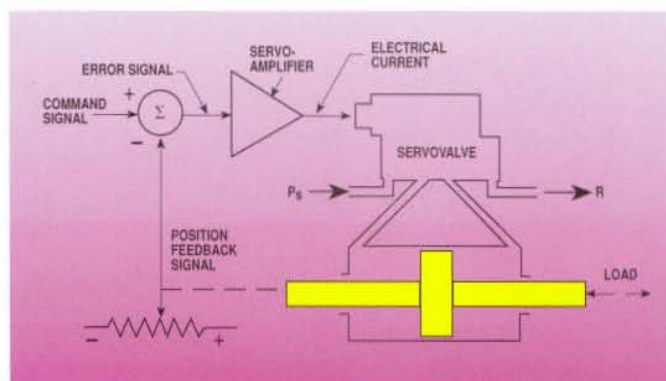 SERVO-
AMPLIFIER
ELECTRICAL
CURRENT
ERROR SIGNAL
COMMAND
SIGNAL
+
Σ
−
SERVOVALVE
PS
R
POSITION
FEEDBACK
SIGNAL
LOAD
− +